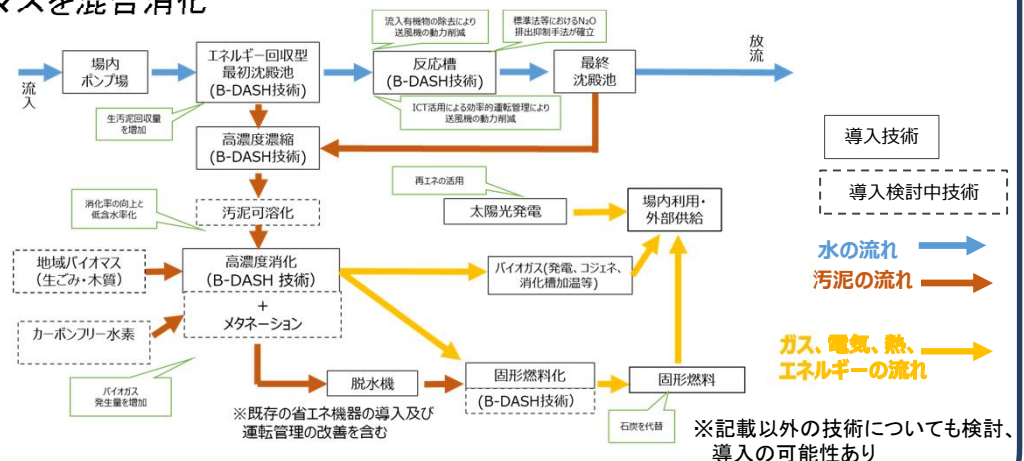 マスを混合消化
流入有機物の除去により
送風機の動力削減
標準法等におけるN₂O
排出抑制手法が確立
流入
場内
ポンプ場
エネルギー回収型
最初沈殿池
(B-DASH技術)
反応槽
(B-DASH技術)
最終
沈殿池
放流
生汚泥回収量
を増加
ICT活用による効率的運転管理により
送風機の動力削減
高濃度濃縮
(B-DASH技術)
導入技術
導入検討中技術
再エネの活用
消化率の向上と
低含水率化
汚泥可溶化
太陽光発電
場内利用・
外部供給
水の流れ
汚泥の流れ
ガス、電気、熱、
エネルギーの流れ
地域バイオマス
(生ごみ・木質)
高濃度消化
(B-DASH 技術)
+
メタネーション
バイオガス(発電、コジェネ、
消化槽加温等)
カーボンフリー水素
バイオガス
発生量を増加
脱水機
固形燃料化
(B-DASH技術)
固形燃料
石炭を代替
※既存の省エネ機器の導入及び
運転管理の改善を含む
※記載以外の技術についても検討、
導入の可能性あり